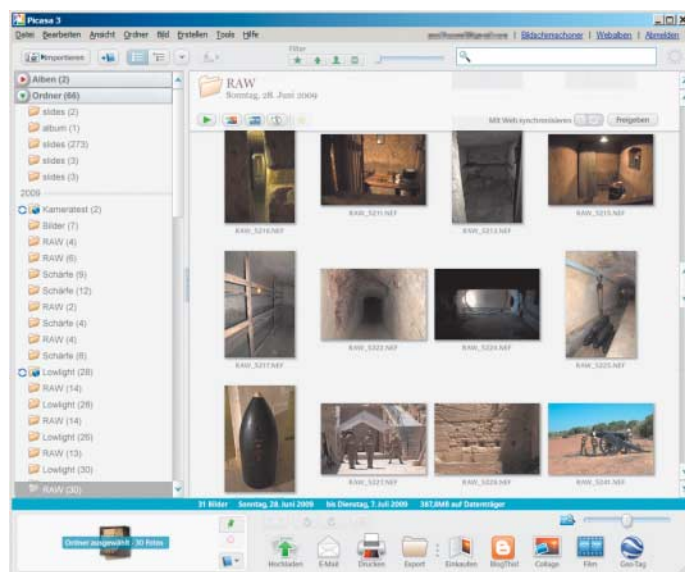 Picasa 3
Datei Bearbeiten Ansicht Ordner Bild Erstellen Tools Hilfe
Bildschirmschoner | Webalben | Abmelden
Importieren
Filter
Alben (2)
Ordner (66)
slides (2)
album (1)
slides (273)
slides (3)
slides (3)
2009
Kameratest (2)
Bilder (7)
RAW (4)
RAW (6)
Schärfe (9)
Schärfe (12)
RAW (2)
Schärfe (4)
RAW (4)
Schärfe (8)
Lowlight (28)
RAW (14)
Lowlight (28)
RAW (14)
Lowlight (26)
RAW (13)
Lowlight (30)
RAW (30)
RAW
Sonntag, 28. Juni 2009
Mit Web synchronisieren
Freigeben
RAW_5210.NEF
RAW_5211.NEF
RAW_5213.NEF
RAW_5215.NEF
RAW_5217.NEF
RAW_5222.NEF
RAW_5224.NEF
RAW_5225.NEF
RAW_5227.NEF
RAW_5241.NEF
31 Bilder Sonntag, 28. Juni 2009 bis Dienstag, 7. Juli 2009 387,0MB auf Datenträger
Ordner ausgewählt - 30 Fotos
Hochladen
E-Mail
Drucken
Export
Einkaufen
BlogThis!
Collage
Film
Geo-Tag